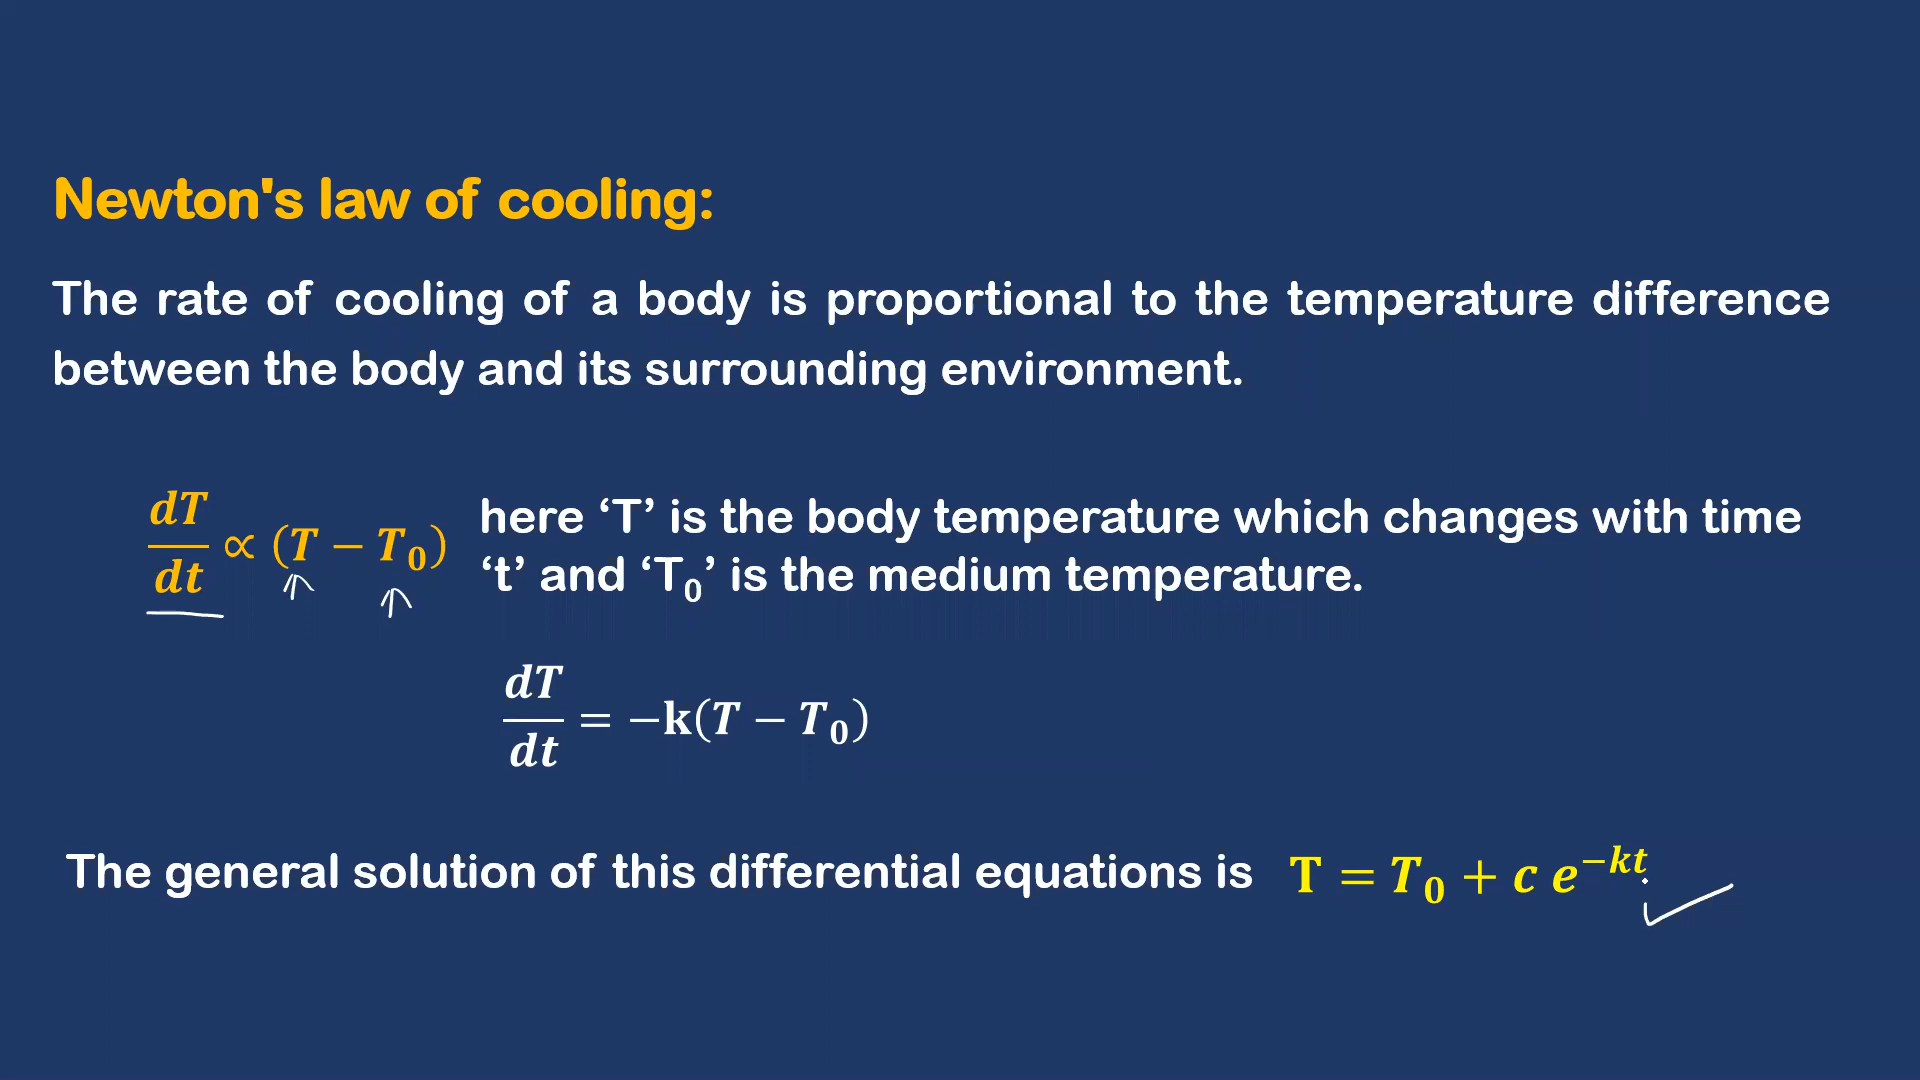 Newton's law of cooling:
The rate of cooling of a body is proportional to the temperature difference
between the body and its surrounding environment.
dT/dt ∝ (T − T₀) here ‘T’ is the body temperature which changes with time
‘t’ and ‘T₀’ is the medium temperature.
dT/dt = −k(T − T₀)
The general solution of this differential equations is T = T₀ + c e^{−kt}